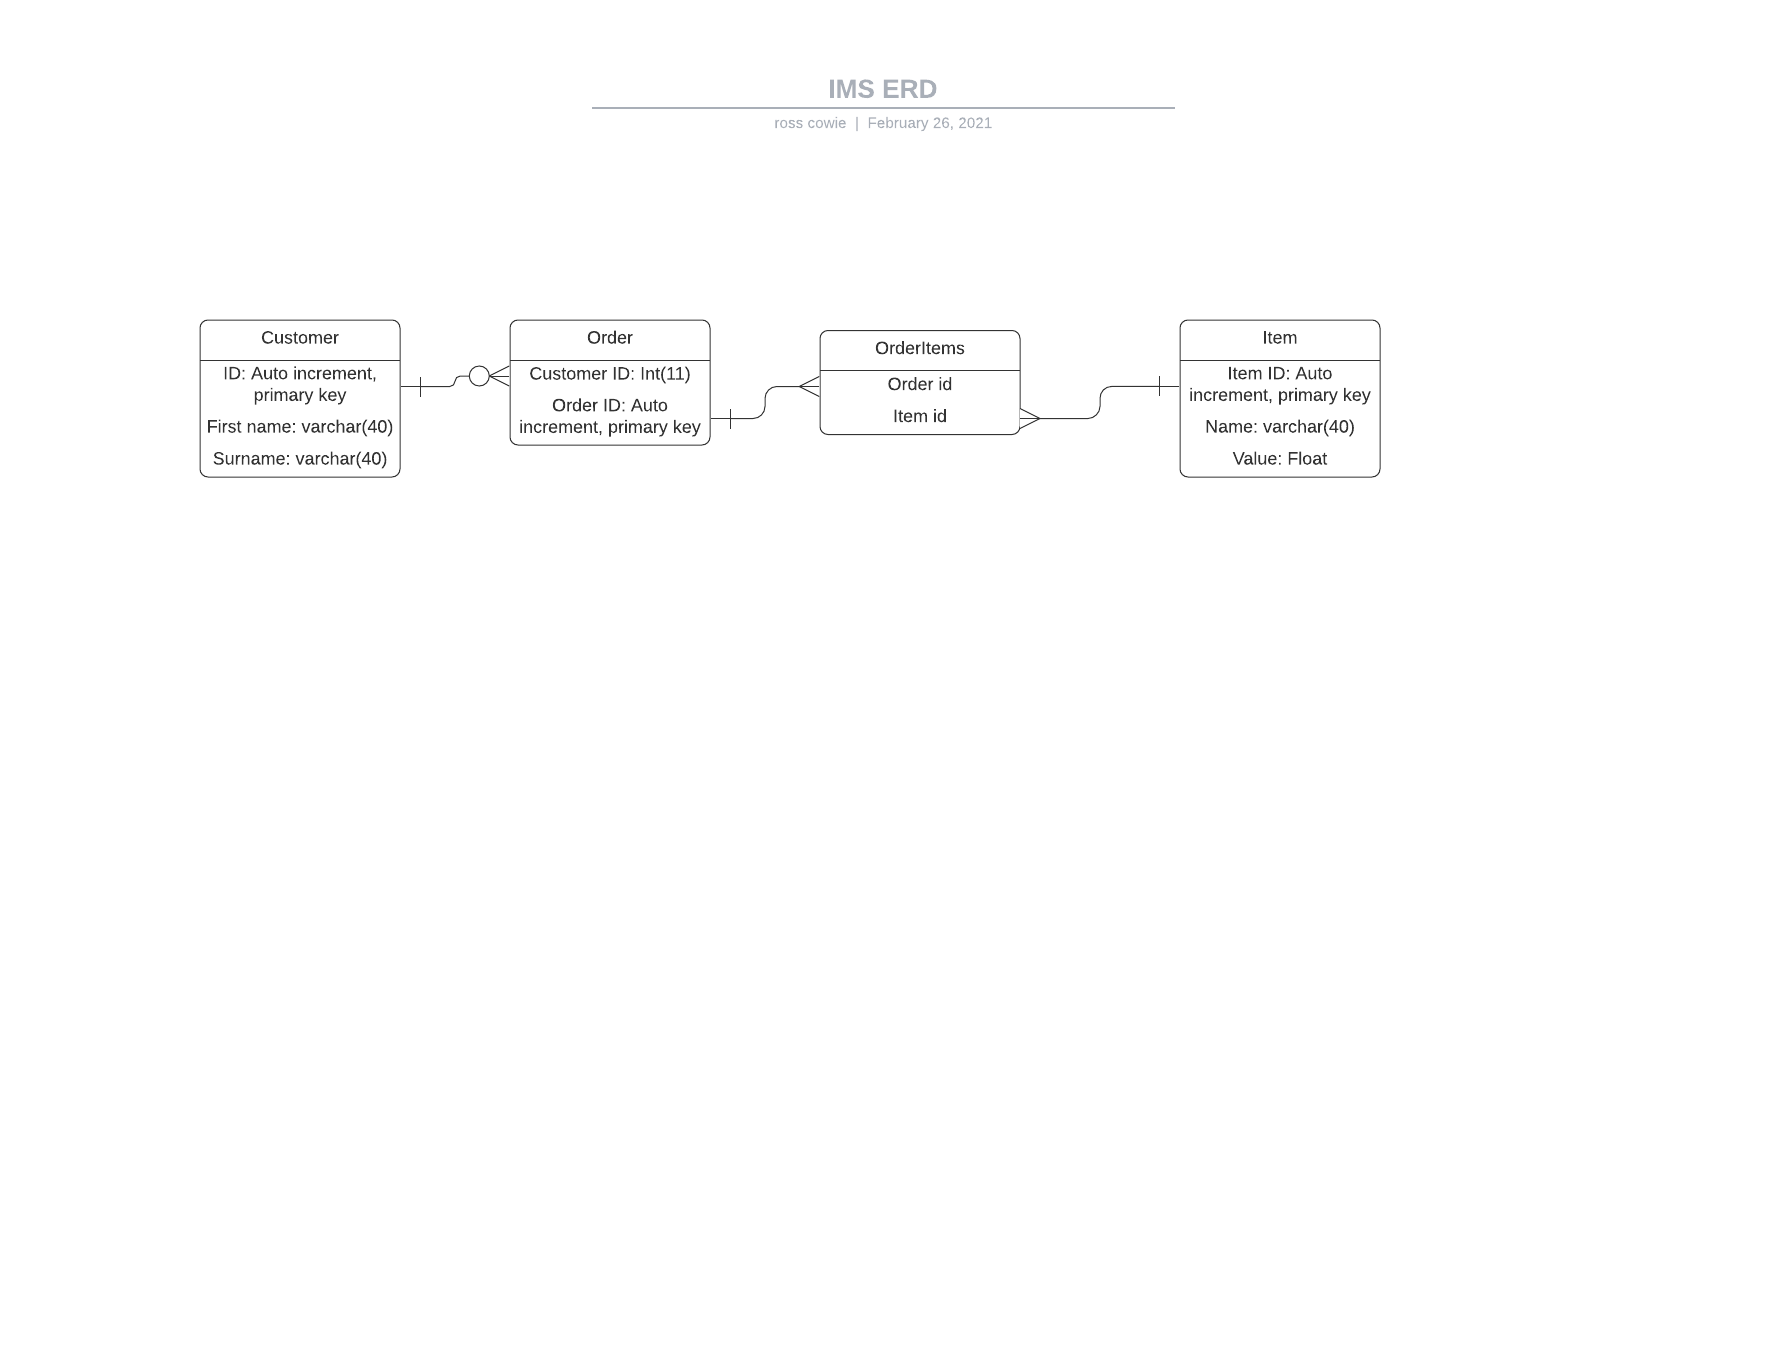 IMS ERD
ross cowie | February 26, 2021
Customer
ID: Auto increment,
primary key
First name: varchar(40)
Surname: varchar(40)
Order
Customer ID: Int(11)
Order ID: Auto
increment, primary key
OrderItems
Order id
Item id
Item
Item ID: Auto
increment, primary key
Name: varchar(40)
Value: Float